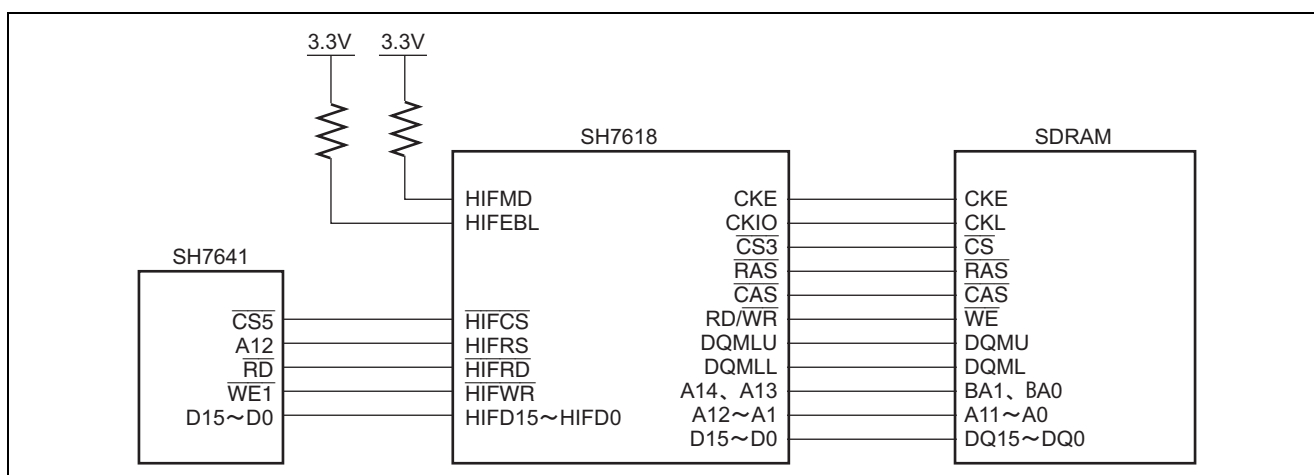 3.3V 3.3V
SH7618
SDRAM
HIFMD
HIFEBL
SH7641
CS5
A12
RD
WE1
D15～D0
HIFCS
HIFRS
HIFRD
HIFWR
HIFD15～HIFD0
CKE
CKIO
CS3
RAS
CAS
RD/WR
DQMLU
DQMLL
A14、A13
A12～A1
D15～D0
CKE
CKL
CS
RAS
CAS
WE
DQMU
DQML
BA1、BA0
A11～A0
DQ15～DQ0